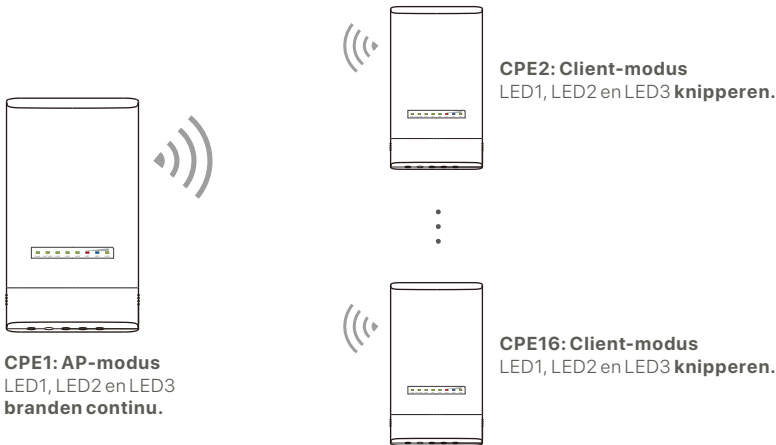 CPE2: Client-modus
LED1, LED2 en LED3 knipperen.
CPE1: AP-modus
LED1, LED2 en LED3
branden continu.
CPE16: Client-modus
LED1, LED2 en LED3 knipperen.